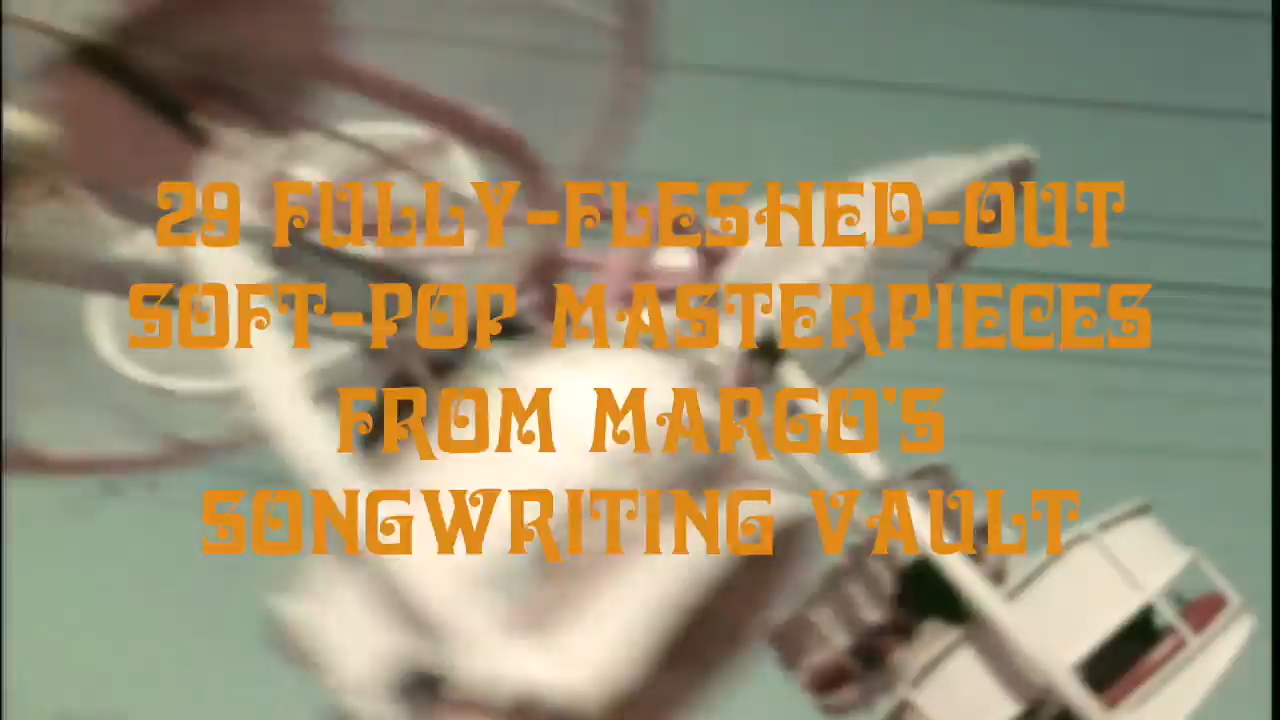 29 FULLY-FLESHED-OUT
SOFT-POP MASTERPIECES
FROM MARGO'S
SONGWRITING VAULT